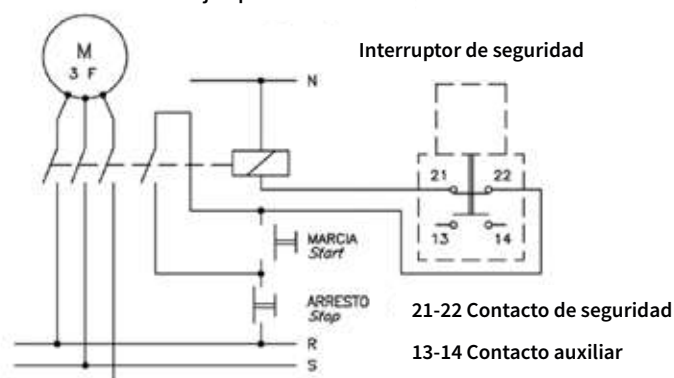 M
3 F
Interruptor de seguridad
N
21 22
13 14
MARCIA
Start
ARRESTO
Stop
21-22 Contacto de seguridad
R
13-14 Contacto auxiliar
S